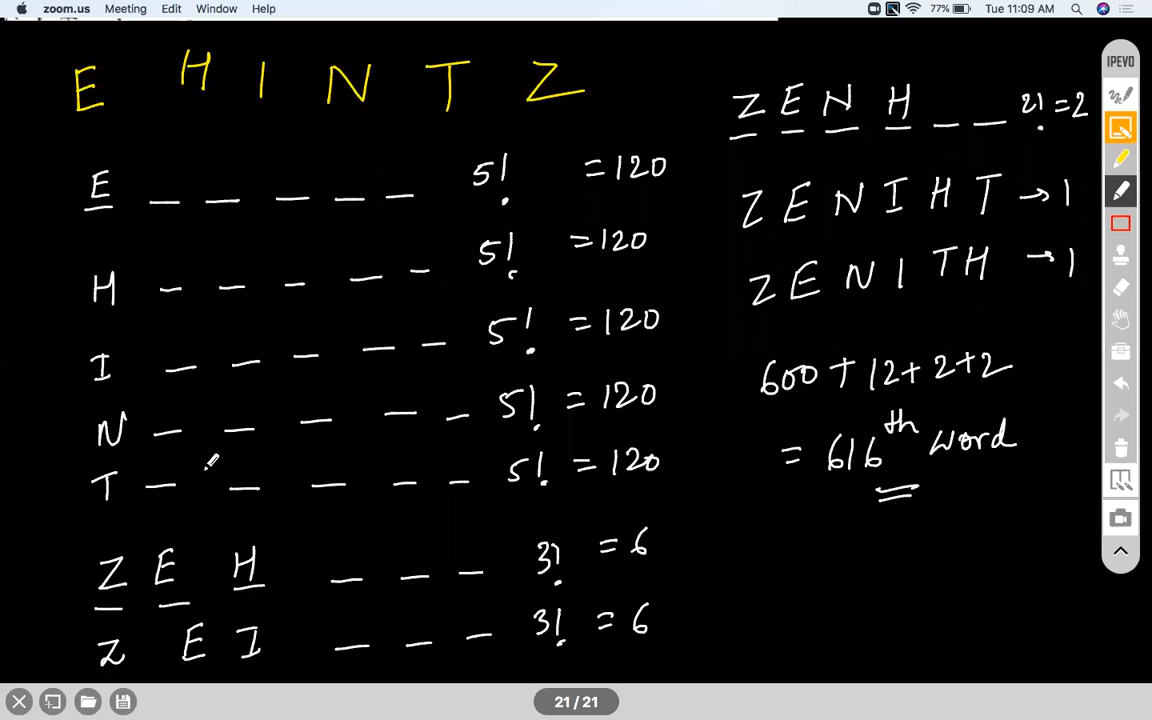 zoom.us Meeting Edit Window Help 77% Tue 11:09 AM
IPEVO
E H I N T Z
E _ _ _ _ _ 5! = 120
H _ _ _ _ _ 5! = 120
I _ _ _ _ _ 5! = 120
N _ _ _ _ _ 5! = 120
T _ _ _ _ _ 5! = 120
Z E H _ _ _ 3! = 6
Z E I _ _ _ 3! = 6
Z E N H _ _ 2! = 2
Z E N I H T → 1
Z E N I T H → 1
600 + 12 + 2 + 2
= 616th word
21 / 21